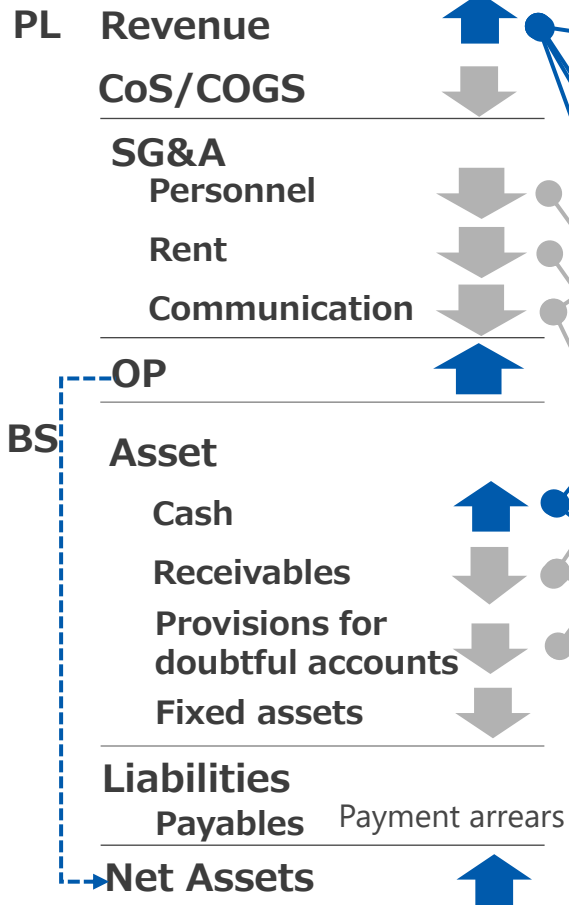 PL Revenue
CoS/COGS
SG&A
Personnel
Rent
Communication
OP
BS
Asset
Cash
Receivables
Provisions for
doubtful accounts
Fixed assets
Liabilities
Payables Payment arrears
Net Assets